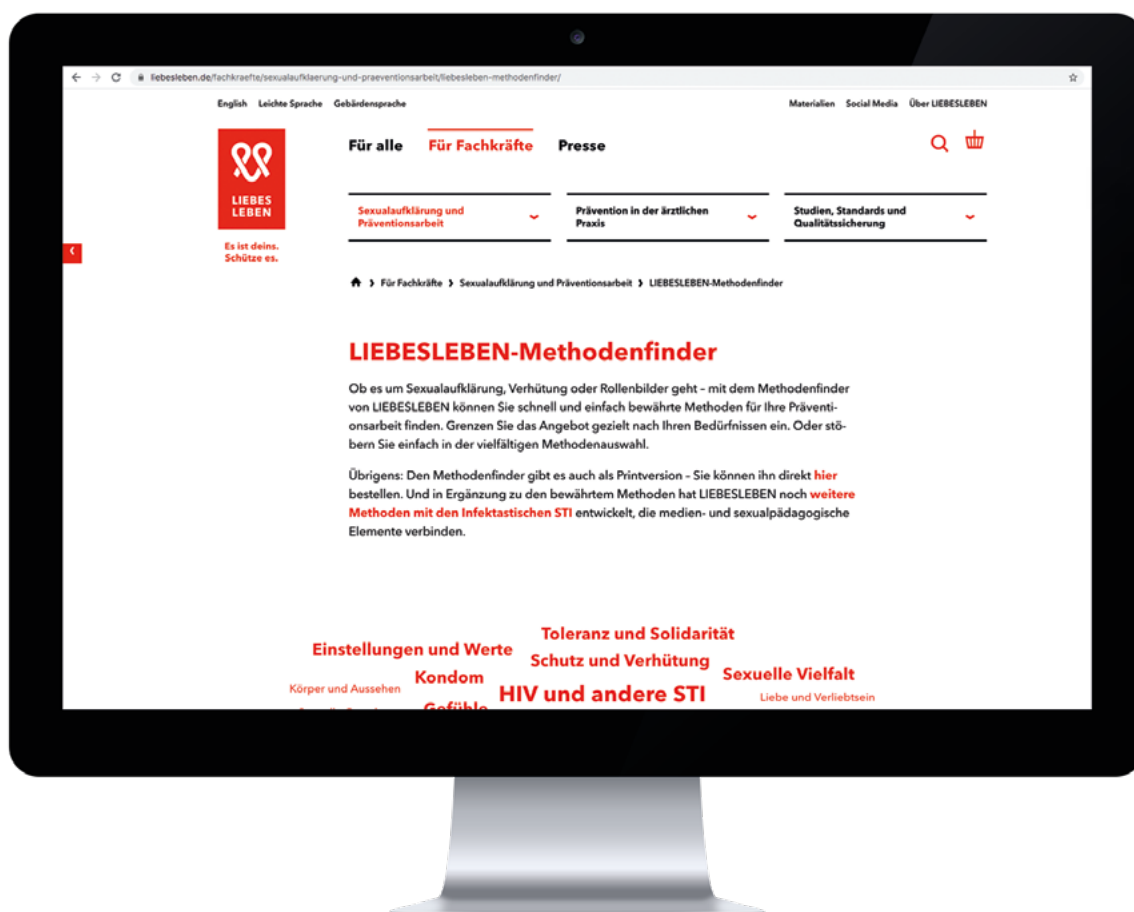 liebesleben.de/fachkraefte/sexualaufklaerung-und-praeventionsarbeit/liebesleben-methodenfinder/
English Leichte Sprache Gebärdensprache
Materialien Social Media Über LIEBESLEBEN
LIEBES
LEBEN
Es ist deins.
Schütze es.
Für alle Für Fachkräfte Presse
Sexualaufklärung und
Präventionsarbeit
Prävention in der ärztlichen
Praxis
Studien, Standards und
Qualitätssicherung
Für Fachkräfte Sexualaufklärung und Präventionsarbeit LIEBESLEBEN-Methodenfinder
LIEBESLEBEN-Methodenfinder
Ob es um Sexualaufklärung, Verhütung oder Rollenbilder geht – mit dem Methodenfinder
von LIEBESLEBEN können Sie schnell und einfach bewährte Methoden für Ihre Präventi-
onsarbeit finden. Grenzen Sie das Angebot gezielt nach Ihren Bedürfnissen ein. Oder stö-
bern Sie einfach in der vielfältigen Methodenauswahl.
Übrigens: Den Methodenfinder gibt es auch als Printversion – Sie können ihn direkt hier
bestellen. Und in Ergänzung zu den bewährtem Methoden hat LIEBESLEBEN noch weitere
Methoden mit den Infektastischen STI entwickelt, die medien- und sexualpädagogische
Elemente verbinden.
Toleranz und Solidarität
Einstellungen und Werte
Schutz und Verhütung
Kondom
Sexuelle Vielfalt
Körper und Aussehen
HIV und andere STI
Liebe und Verliebtsein
Gefühle